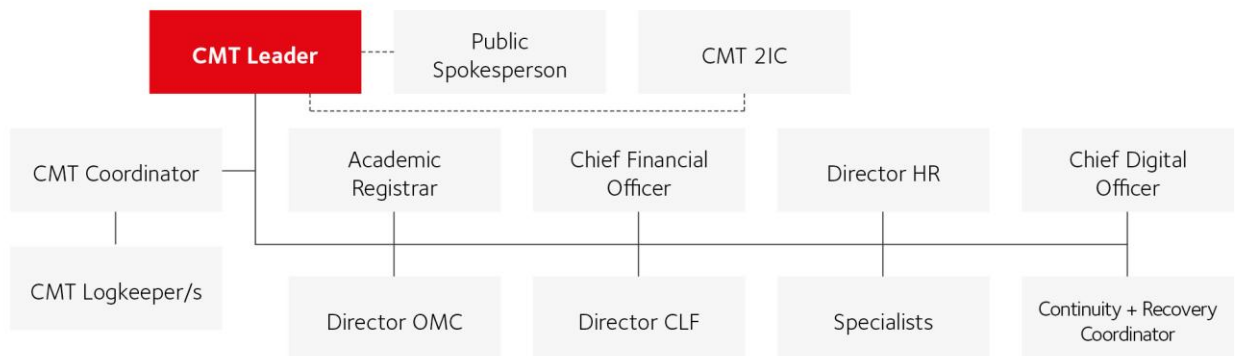 CMT Leader
Public
Spokesperson
CMT 2IC
CMT Coordinator
Academic
Registrar
Chief Financial
Officer
Director HR
Chief Digital
Officer
CMT Logkeeper/s
Director OMC
Director CLF
Specialists
Continuity + Recovery
Coordinator